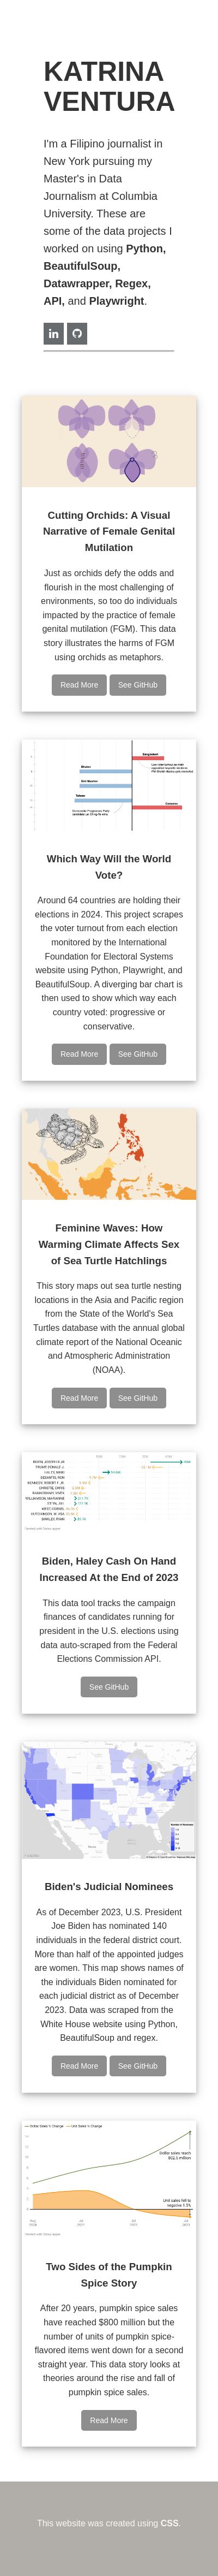 KATRINA
VENTURA
I'm a Filipino journalist in
New York pursuing my
Master's in Data
Journalism at Columbia
University. These are
some of the data projects I
worked on using Python,
BeautifulSoup,
Datawrapper, Regex,
API, and Playwright.
in
Cutting Orchids: A Visual
Narrative of Female Genital
Mutilation
Just as orchids defy the odds and
flourish in the most challenging of
environments, so too do individuals
impacted by the practice of female
genital mutilation (FGM). This data
story illustrates the harms of FGM
using orchids as metaphors.
Read More See GitHub
Which Way Will the World
Vote?
Around 64 countries are holding their
elections in 2024. This project scrapes
the voter turnout from each election
monitored by the International
Foundation for Electoral Systems
website using Python, Playwright, and
BeautifulSoup. A diverging bar chart is
then used to show which way each
country voted: progressive or
conservative.
Read More See GitHub
Feminine Waves: How
Warming Climate Affects Sex
of Sea Turtle Hatchlings
This story maps out sea turtle nesting
locations in the Asia and Pacific region
from the State of the World's Sea
Turtles database with the annual global
climate report of the National Oceanic
and Atmospheric Administration
(NOAA).
Read More See GitHub
Biden, Haley Cash On Hand
Increased At the End of 2023
This data tool tracks the campaign
finances of candidates running for
president in the U.S. elections using
data auto-scraped from the Federal
Elections Commission API.
See GitHub
Biden's Judicial Nominees
As of December 2023, U.S. President
Joe Biden has nominated 140
individuals in the federal district court.
More than half of the appointed judges
are women. This map shows names of
the individuals Biden nominated for
each judicial district as of December
2023. Data was scraped from the
White House website using Python,
BeautifulSoup and regex.
Read More See GitHub
Dollar sales reach
$802.5 million
Unit sales fell to
Two Sides of the Pumpkin
Spice Story
After 20 years, pumpkin spice sales
have reached $800 million but the
number of units of pumpkin spice-
flavored items went down for a second
straight year. This data story looks at
theories around the rise and fall of
pumpkin spice sales.
Read More
This website was created using CSS.